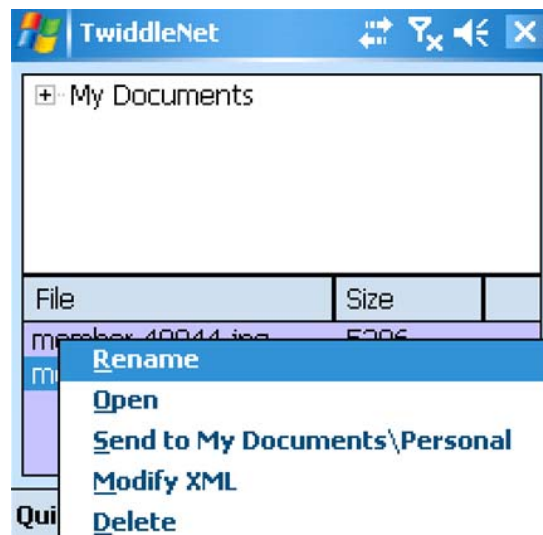 TwiddleNet
My Documents
File Size
Rename
Open
Send to My Documents\Personal
Modify XML
Delete